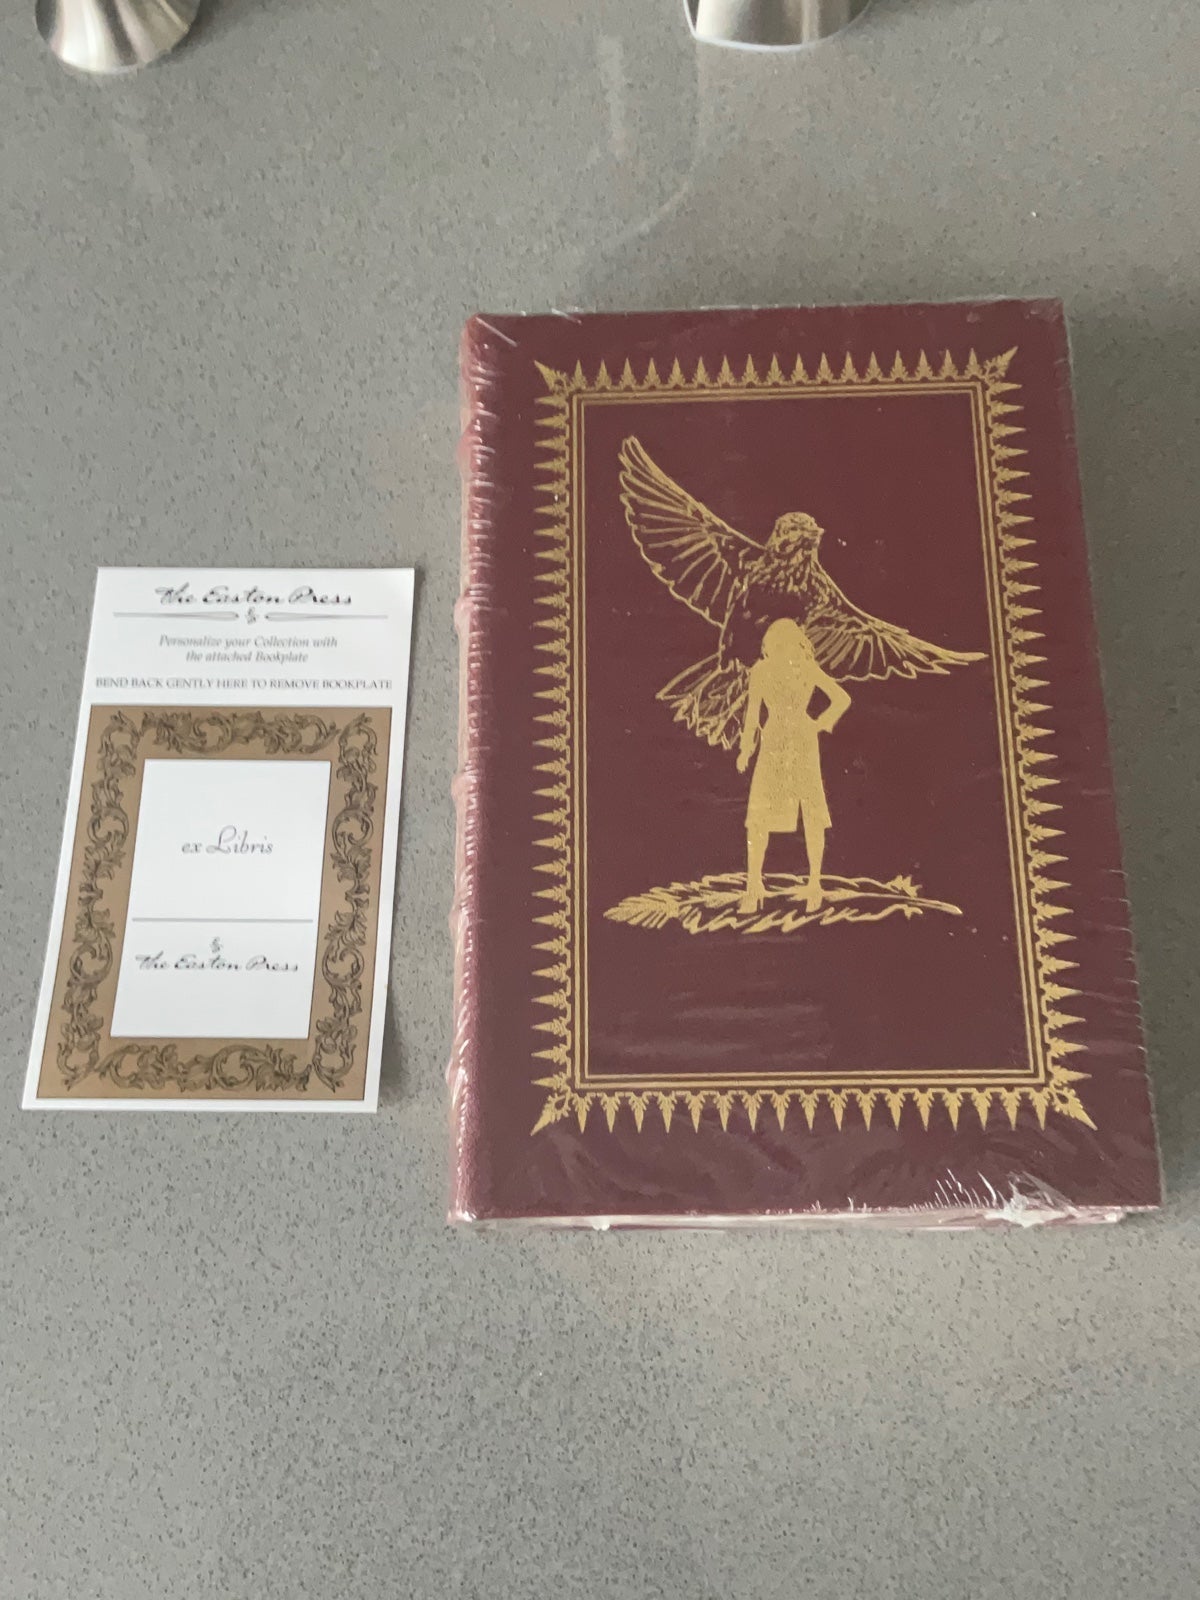 The Easton Press
Personalize your Collection with
the attached Bookplate
BEND BACK GENTLY HERE TO REMOVE BOOKPLATE
ex Libris
The Easton Press